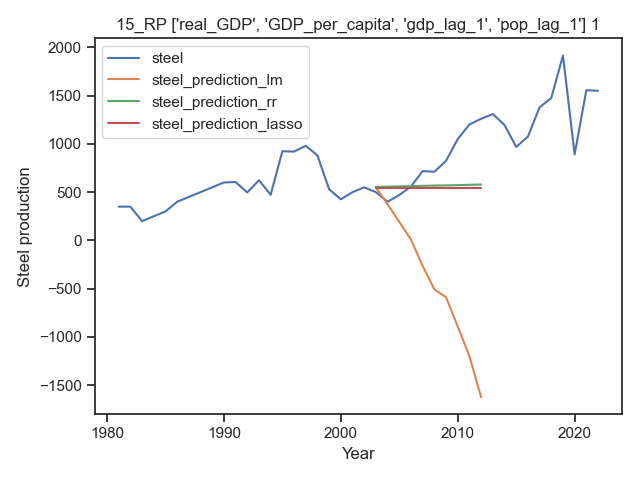 15_RP ['real_GDP', 'GDP_per_capita', 'gdp_lag_1', 'pop_lag_1'] 1
steel
steel_prediction_lm
steel_prediction_rr
steel_prediction_lasso
Steel production
2000
1500
1000
500
0
−500
−1000
−1500
1980
1990
2000
2010
2020
Year